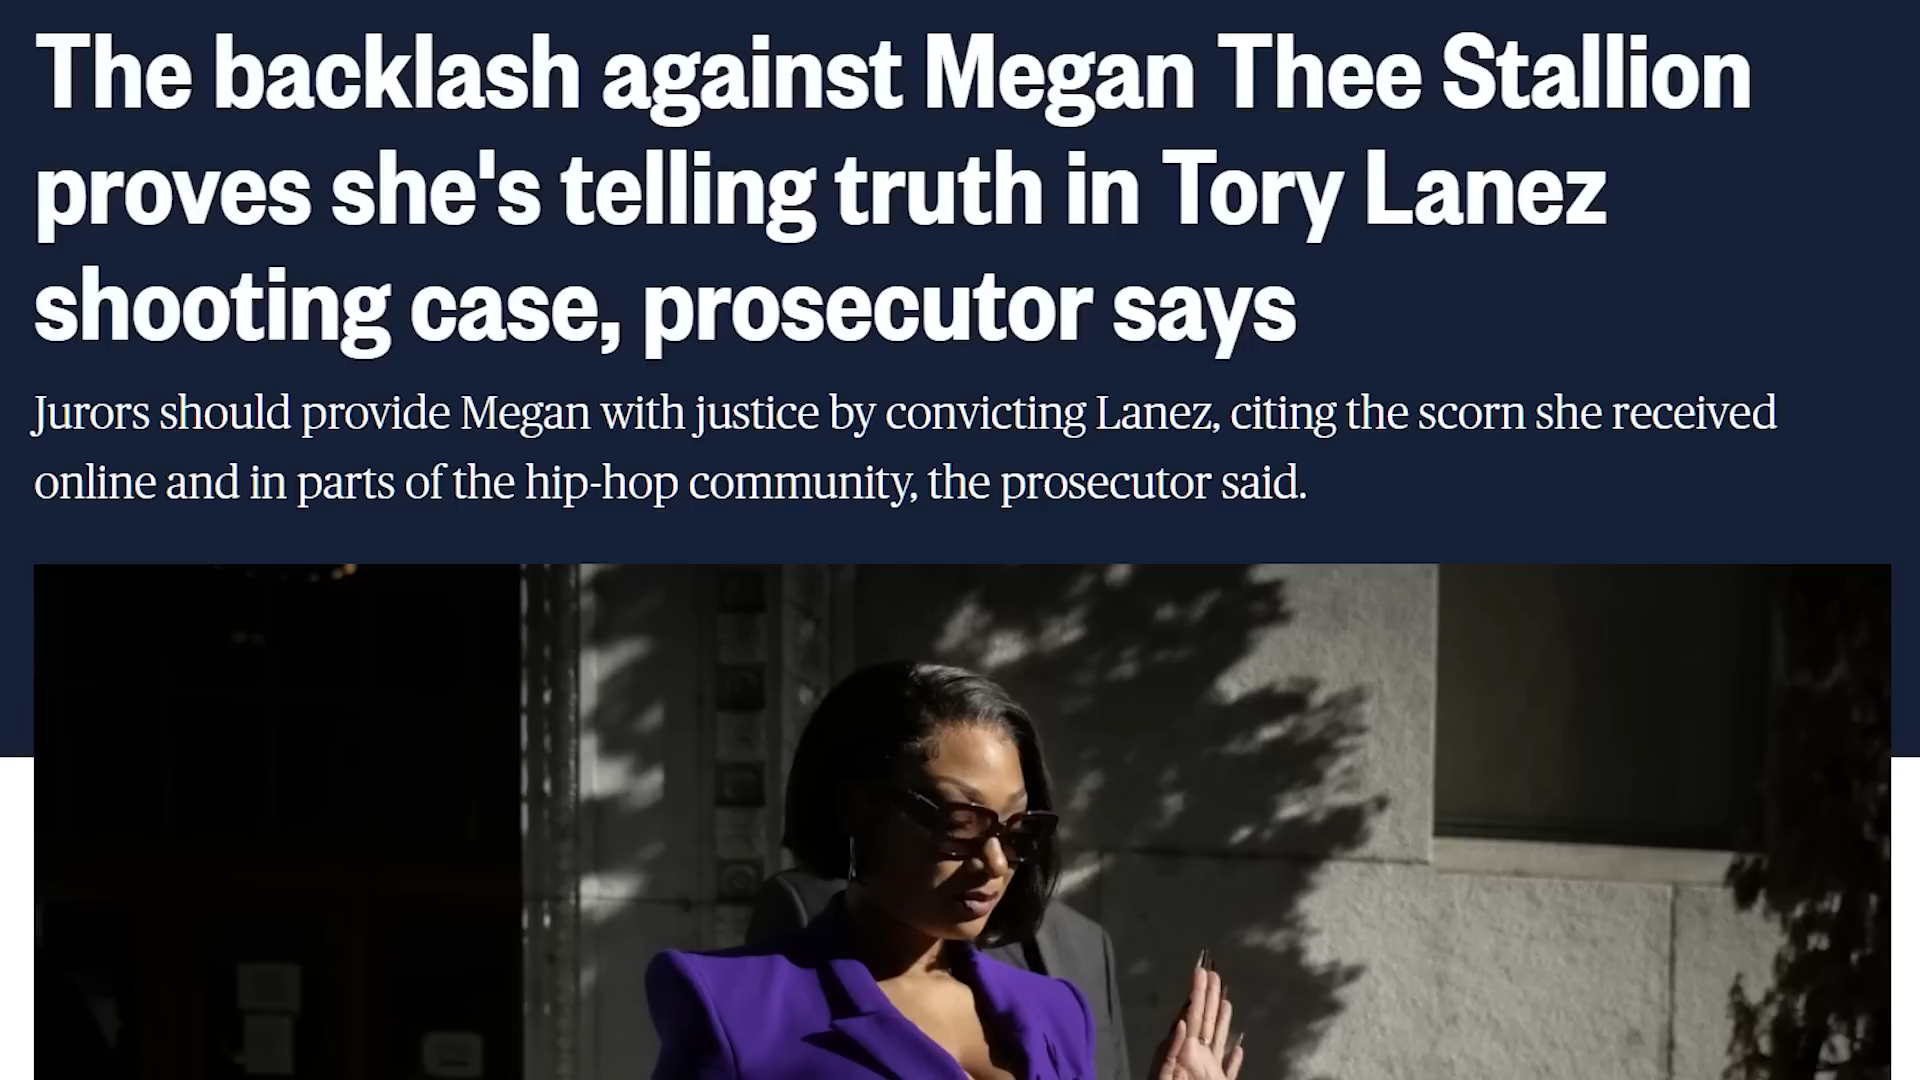 The backlash against Megan Thee Stallion
proves she's telling truth in Tory Lanez
shooting case, prosecutor says
Jurors should provide Megan with justice by convicting Lanez, citing the scorn she received
online and in parts of the hip-hop community, the prosecutor said.